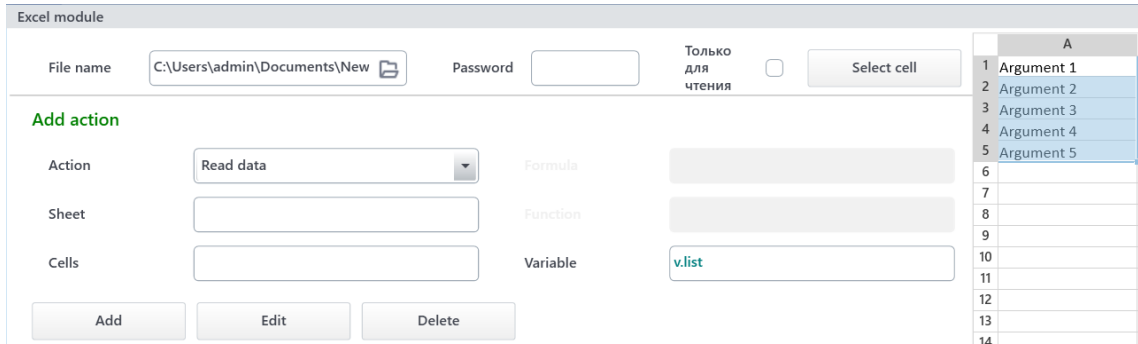 Excel module
File name
C:\Users\admin\Documents\New
Password
Только
для
чтения
Select cell
Add action
Action
Read data
Formula
Sheet
Function
Cells
Variable
v.list
Add
Edit
Delete
A
1 Argument 1
2 Argument 2
3 Argument 3
4 Argument 4
5 Argument 5
6
7
8
9
10
11
12
13
14